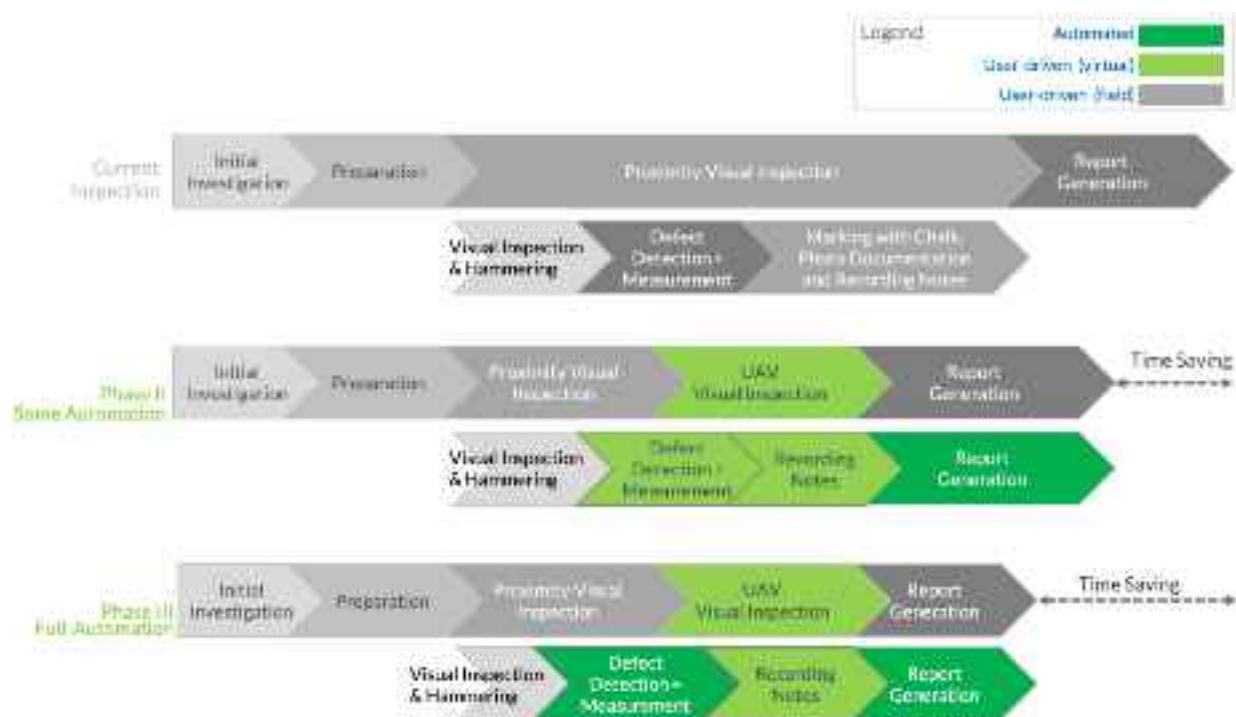 Legend
Automated
User-driven (virtual)
User-driven (field)
Current
Inspection
Initial
Investigation
Preparation
Proximity Visual Inspection
Report
Generation
Visual Inspection
& Hammering
Defect
Detection +
Measurement
Marking with Chalk,
Photo Documentation
and Recording Notes
Phase II
Some Automation
Initial
Investigation
Preparation
Proximity Visual
Inspection
UAV
Visual Inspection
Report
Generation
Time Saving
Visual Inspection
& Hammering
Defect
Detection +
Measurement
Recording
Notes
Report
Generation
Phase III
Full Automation
Initial
Investigation
Preparation
Proximity Visual
Inspection
UAV
Visual Inspection
Report
Generation
Time Saving
Visual Inspection
& Hammering
Defect
Detection +
Measurement
Recording
Notes
Report
Generation